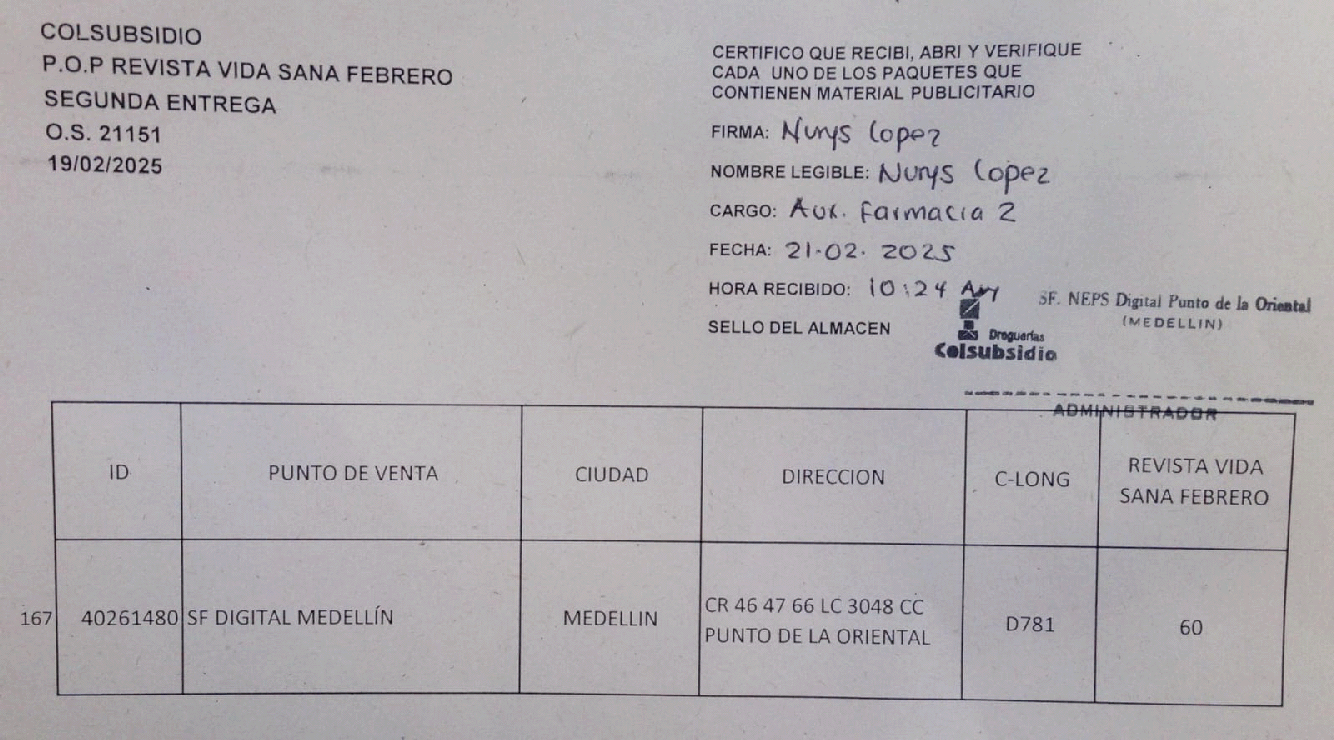 COLSUBSIDIO
P.O.P REVISTA VIDA SANA FEBRERO
SEGUNDA ENTREGA
O.S. 21151
19/02/2025
CERTIFICO QUE RECIBI, ABRI Y VERIFIQUE
CADA UNO DE LOS PAQUETES QUE
CONTIENEN MATERIAL PUBLICITARIO
FIRMA: Nurys Lopez
NOMBRE LEGIBLE: Nurys Lopez
CARGO: Aux. Farmacia 2
FECHA: 21-02. 2025
HORA RECIBIDO: 10:24 AM
SELLO DEL ALMACEN
Droguerías
Colsubsidio
SF. NEPS Digital Punto de la Oriental
(MEDELLIN)
ADMINISTRADOR
ID PUNTO DE VENTA CIUDAD DIRECCION C-LONG REVISTA VIDA
SANA FEBRERO
167 40261480 SF DIGITAL MEDELLÍN MEDELLIN CR 46 47 66 LC 3048 CC
PUNTO DE LA ORIENTAL D781 60